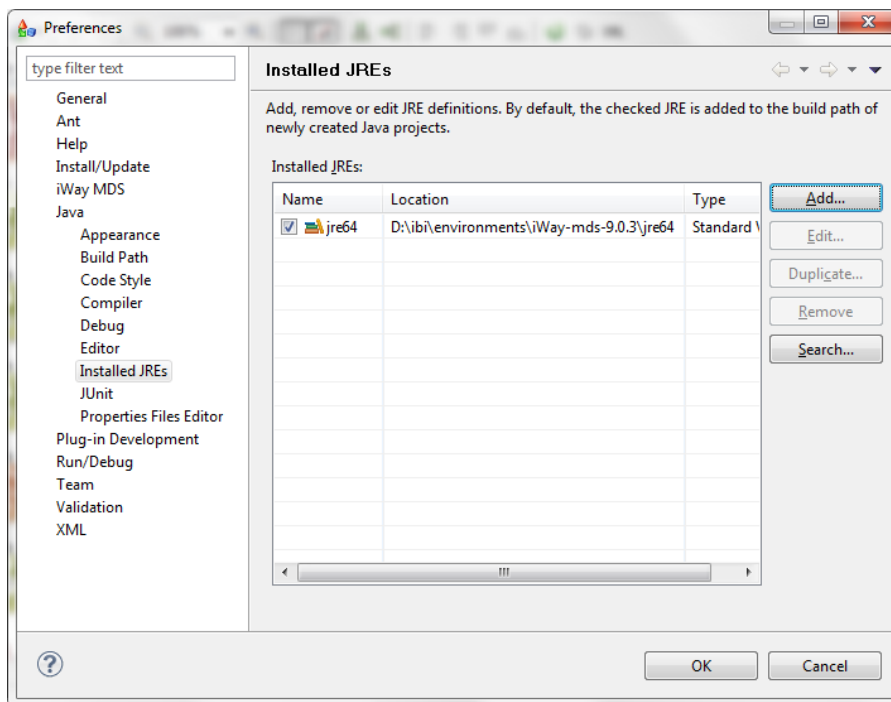 Preferences
type filter text
General
Ant
Help
Install/Update
iWay MDS
Java
Appearance
Build Path
Code Style
Compiler
Debug
Editor
Installed JREs
JUnit
Properties Files Editor
Plug-in Development
Run/Debug
Team
Validation
XML
Installed JREs
Add, remove or edit JRE definitions. By default, the checked JRE is added to the build path of
newly created Java projects.
Installed JREs:
Name Location Type
jre64 D:\ibi\environments\iWay-mds-9.0.3\jre64 Standard
Add...
Edit...
Duplicate...
Remove
Search...
OK Cancel